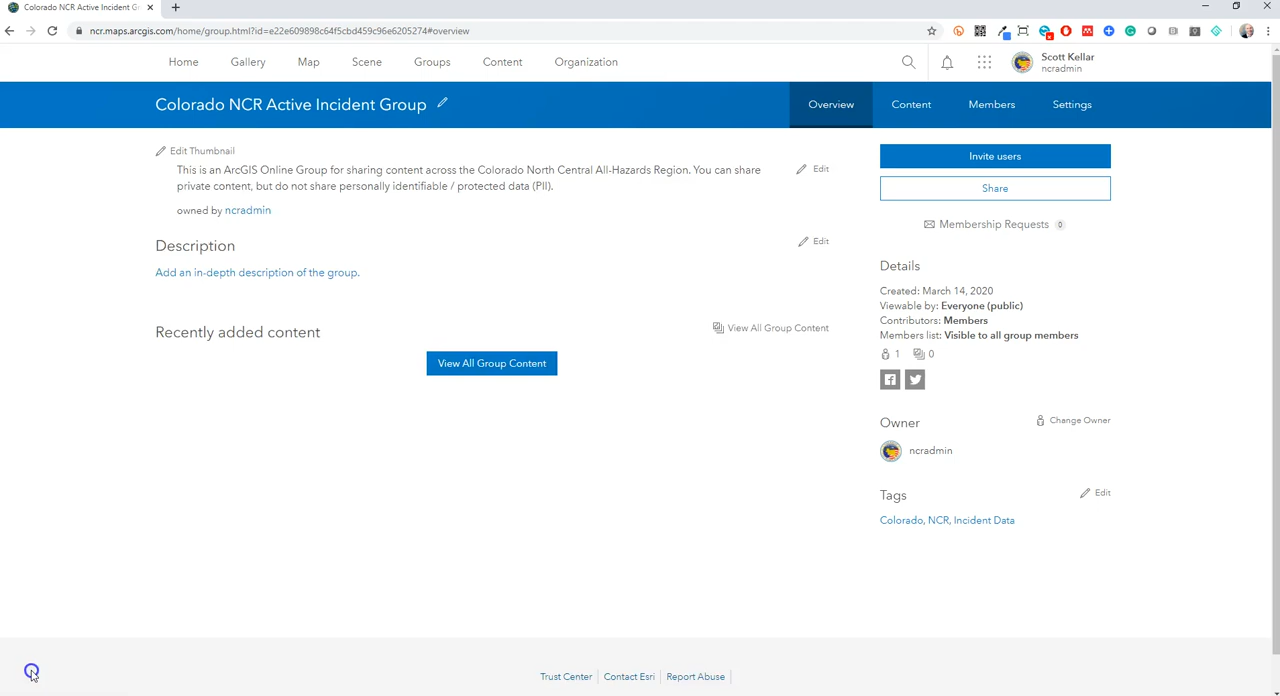 Colorado NCR Active Incident G
ncr.maps.arcgis.com/home/group.html?id=e22e609898c64f5cbd459c96e6205274#overview
Home Gallery Map Scene Groups Content Organization
Scott Kellar
ncradmin
Colorado NCR Active Incident Group
Overview Content Members Settings
Edit Thumbnail
This is an ArcGIS Online Group for sharing content across the Colorado North Central All-Hazards Region. You can share
private content, but do not share personally identifiable / protected data (PII).
Edit
owned by ncradmin
Description
Edit
Add an in-depth description of the group.
Recently added content
View All Group Content
View All Group Content
Invite users
Share
Membership Requests 0
Details
Created: March 14, 2020
Viewable by: Everyone (public)
Contributors: Members
Members list: Visible to all group members
1 0
Owner
Change Owner
ncradmin
Tags
Edit
Colorado, NCR, Incident Data
Trust Center Contact Esri Report Abuse